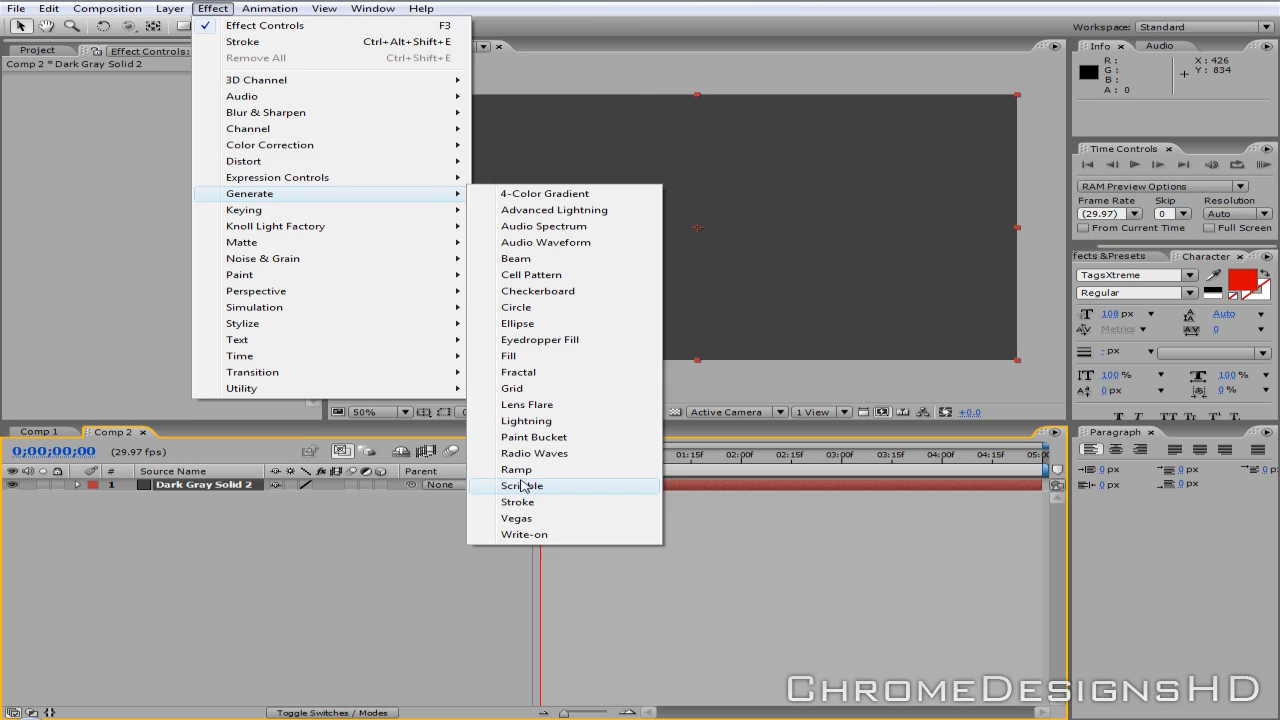 File Edit Composition Layer Effect Animation View Window Help
Workspace: Standard
Project Effect Controls:
Comp 2 * Dark Gray Solid 2
Effect Controls F3
Stroke Ctrl+Alt+Shift+E
Remove All Ctrl+Shift+E
3D Channel
Audio
Blur & Sharpen
Channel
Color Correction
Distort
Expression Controls
Generate
Keying
Knoll Light Factory
Matte
Noise & Grain
Paint
Perspective
Simulation
Stylize
Text
Time
Transition
Utility
4-Color Gradient
Advanced Lightning
Audio Spectrum
Audio Waveform
Beam
Cell Pattern
Checkerboard
Circle
Ellipse
Eyedropper Fill
Fill
Fractal
Grid
Lens Flare
Lightning
Paint Bucket
Radio Waves
Ramp
Scribble
Stroke
Vegas
Write-on
Info Audio
R : X : 426
G : Y : 834
B :
A : 0
Time Controls
RAM Preview Options
Frame Rate Skip Resolution
(29.97) 0 Auto
From Current Time Full Screen
fects &Presets Character
TagsXtreme
Regular
108 px Auto
Metrics 0
- px
100 % 100 %
0 px 0 %
T T TT Tr T T
50% Active Camera 1 View +0.0
Comp 1 Comp 2
0;00;00;00 (29.97 fps)
01:15f 02:00f 02:15f 03:00f 03:15f 04:00f 04:15f 05:00
# Source Name Parent
1 Dark Gray Solid 2 None
Paragraph
0 px 0 px 0 px
0 px 0 px
Toggle Switches / Modes
ChromeDesignsHD